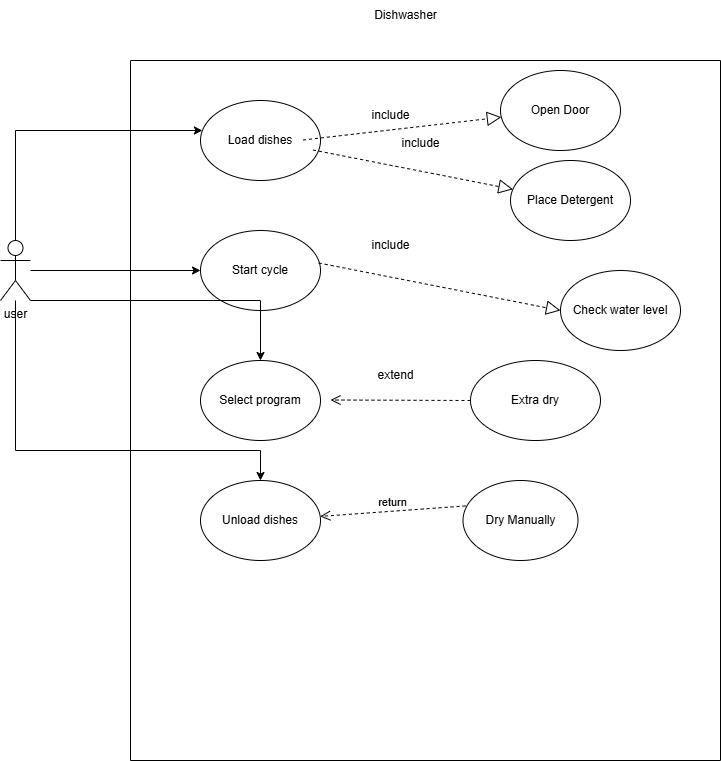 Dishwasher
Open Door
include
Load dishes
include
Place Detergent
include
Start cycle
Check water level
user
extend
Select program
Extra dry
return
Unload dishes
Dry Manually